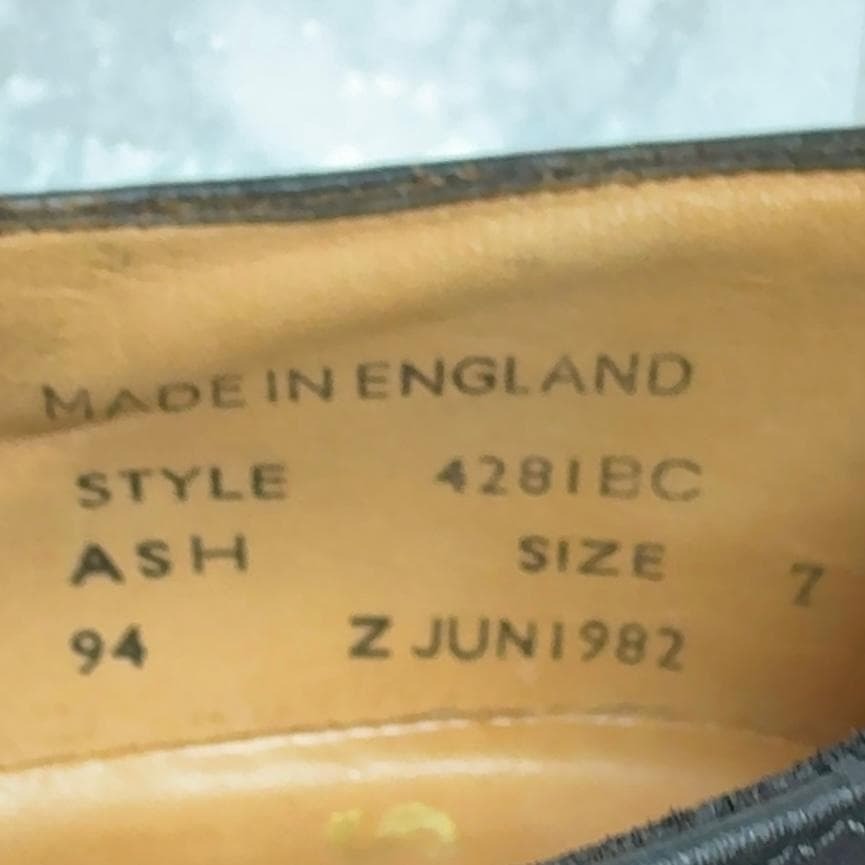 MADE IN ENGLAND
STYLE 4281BC
ASH SIZE 7
94 Z JUN1982